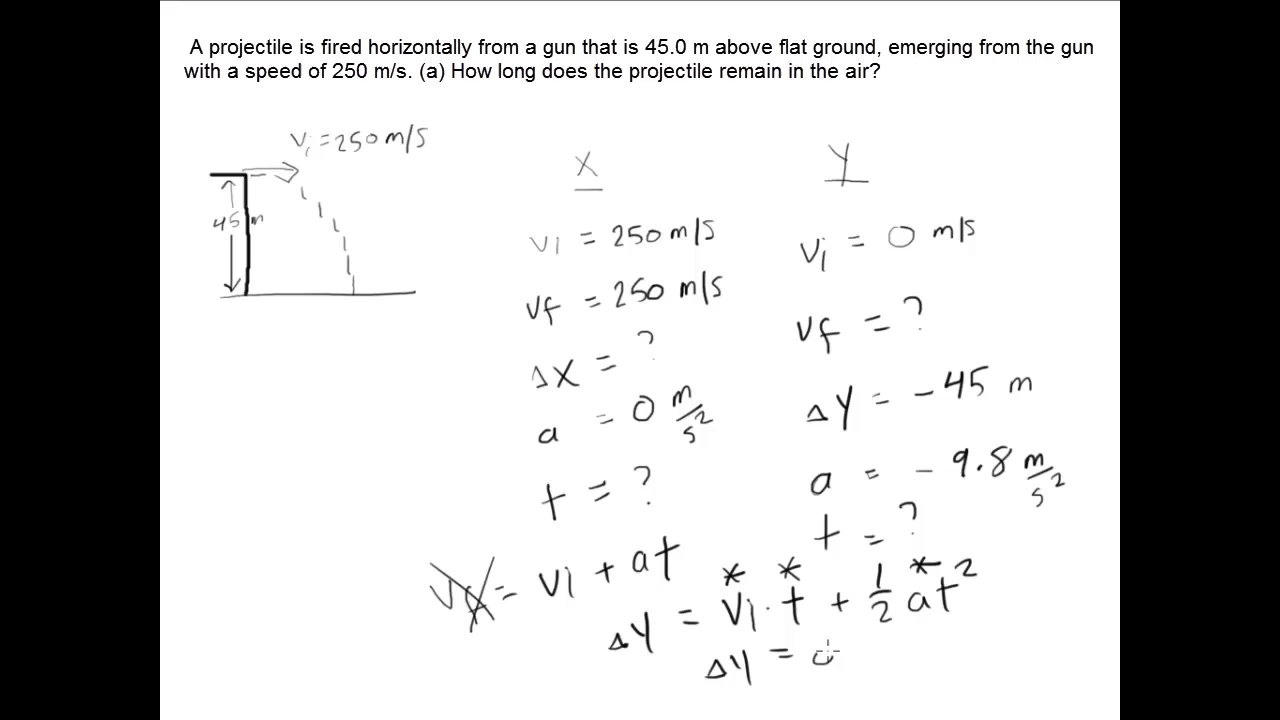 A projectile is fired horizontally from a gun that is 45.0 m above flat ground, emerging from the gun
with a speed of 250 m/s. (a) How long does the projectile remain in the air?
Vi = 250 m/s
45 m
X
Vi = 250 m/s
Vf = 250 m/s
ΔX = ?
a = 0 m/s²
t = ?
Y
Vi = 0 m/s
Vf = ?
ΔY = -45 m
a = -9.8 m/s²
t = ?
Vf = Vi + at
* * *
ΔY = Vi · t + 1/2 at²
ΔY = 0